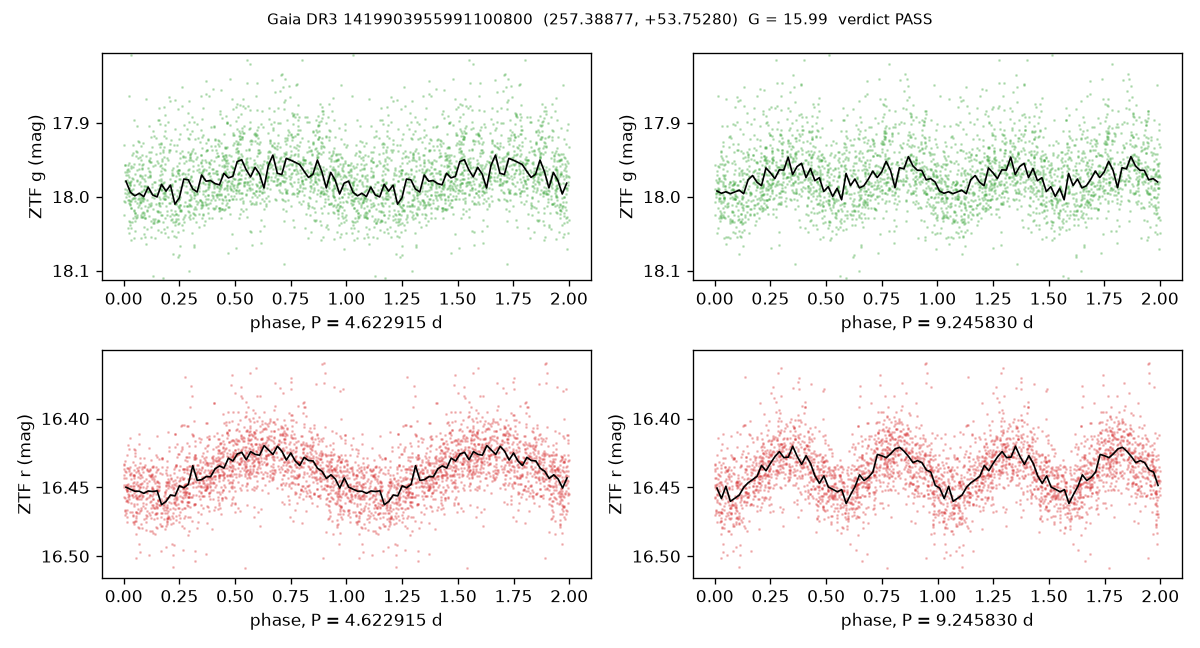 Gaia DR3 1419903955991100800 (257.38877, +53.75280) G = 15.99 verdict PASS
ZTF g (mag)
17.9
18.0
18.1
0.00 0.25 0.50 0.75 1.00 1.25 1.50 1.75 2.00
phase, P = 4.622915 d
ZTF g (mag)
17.9
18.0
18.1
0.00 0.25 0.50 0.75 1.00 1.25 1.50 1.75 2.00
phase, P = 9.245830 d
ZTF r (mag)
16.40
16.45
16.50
0.00 0.25 0.50 0.75 1.00 1.25 1.50 1.75 2.00
phase, P = 4.622915 d
ZTF r (mag)
16.40
16.45
16.50
0.00 0.25 0.50 0.75 1.00 1.25 1.50 1.75 2.00
phase, P = 9.245830 d